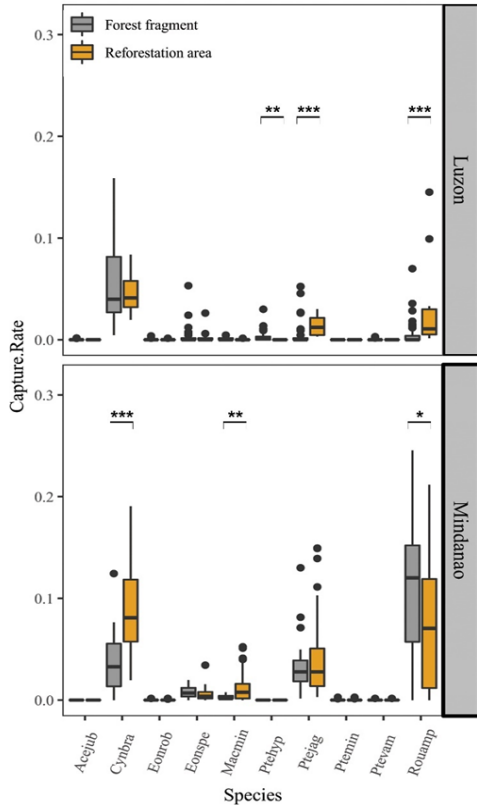 Forest fragment
Reforestation area
0.3
0.2
0.1
0.0
** *** ***
Luzon
0.3
0.2
0.1
0.0
*** ** *
Mindanao
Capture.Rate
Acejub Cynbra Eonrob Eonspe Macmin Ptehyp Ptejag Ptemin Ptevam Rouamp
Species